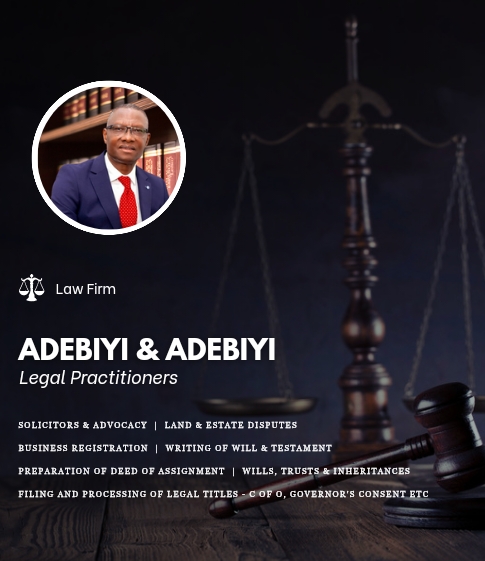 Law Firm
ADEBIYI & ADEBIYI
Legal Practitioners
SOLICITORS & ADVOCACY | LAND & ESTATE DISPUTES
BUSINESS REGISTRATION | WRITING OF WILL & TESTAMENT
PREPARATION OF DEED OF ASSIGNMENT | WILLS, TRUSTS & INHERITANCES
FILING AND PROCESSING OF LEGAL TITLES - C OF O, GOVERNOR'S CONSENT ETC